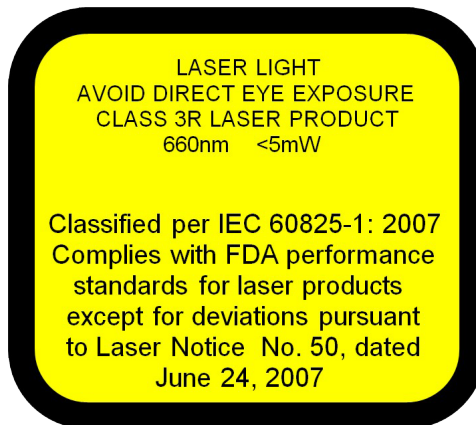 LASER LIGHT
AVOID DIRECT EYE EXPOSURE
CLASS 3R LASER PRODUCT
660nm <5mW
Classified per IEC 60825-1: 2007
Complies with FDA performance
standards for laser products
except for deviations pursuant
to Laser Notice No. 50, dated
June 24, 2007